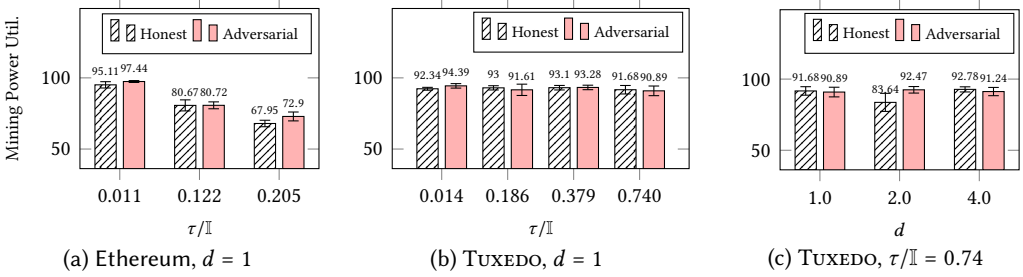 Mining Power Util.
100
50
Honest Adversarial
95.11 97.44
80.67 80.72
67.95 72.9
0.011 0.122 0.205
τ/𝕀
(a) Ethereum, d = 1
100
50
Honest Adversarial
92.34 94.39 93 91.61 93.1 93.28 91.68 90.89
0.014 0.186 0.379 0.740
τ/𝕀
(b) TUXEDO, d = 1
100
50
Honest Adversarial
91.68 90.89 83.64 92.47 92.78 91.24
1.0 2.0 4.0
d
(c) TUXEDO, τ/𝕀 = 0.74